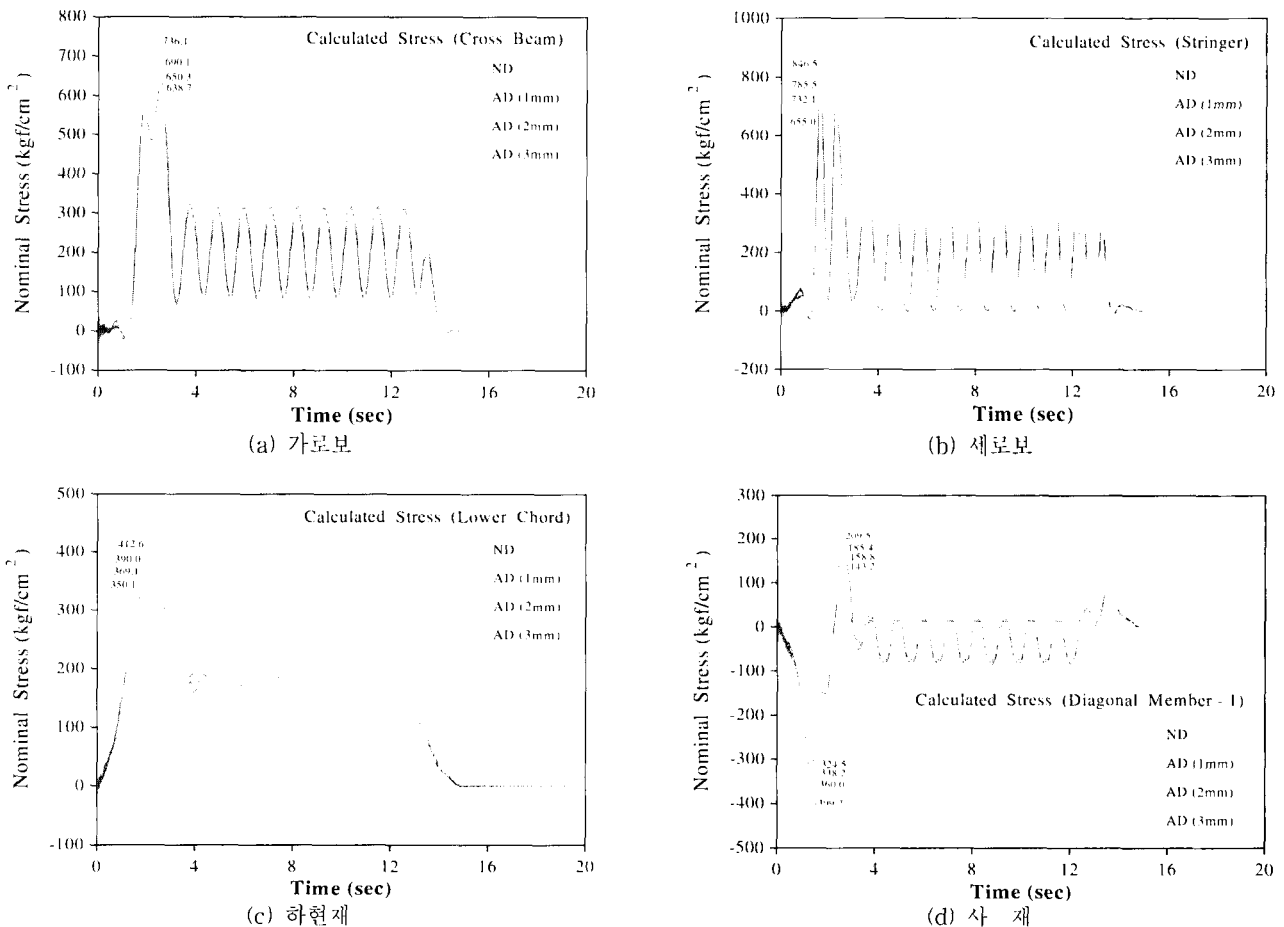 800
700
600
500
400
300
200
100
0
-100
Nominal Stress (kgf/cm²)
Calculated Stress (Cross Beam)
736.1
690.1
650.3
638.7
ND
AD (1mm)
AD (2mm)
AD (3mm)
0 4 8 12 16 20
Time (sec)
(a) 가로보
1000
800
600
400
200
0
-200
Nominal Stress (kgf/cm²)
Calculated Stress (Stringer)
846.5
785.5
732.1
655.0
ND
AD (1mm)
AD (2mm)
AD (3mm)
0 4 8 12 16 20
Time (sec)
(b) 세로보
500
400
300
200
100
0
-100
Nominal Stress (kgf/cm²)
Calculated Stress (Lower Chord)
412.6
390.0
369.4
350.1
ND
AD (1mm)
AD (2mm)
AD (3mm)
0 4 8 12 16 20
Time (sec)
(c) 하현재
300
200
100
0
-100
-200
-300
-400
-500
Nominal Stress (kgf/cm²)
209.5
185.4
158.8
143.2
Calculated Stress (Diagonal Member - 1)
324.5
338.2
360.0
ND
AD (1mm)
AD (2mm)
AD (3mm)
0 4 8 12 16 20
Time (sec)
(d) 사 재